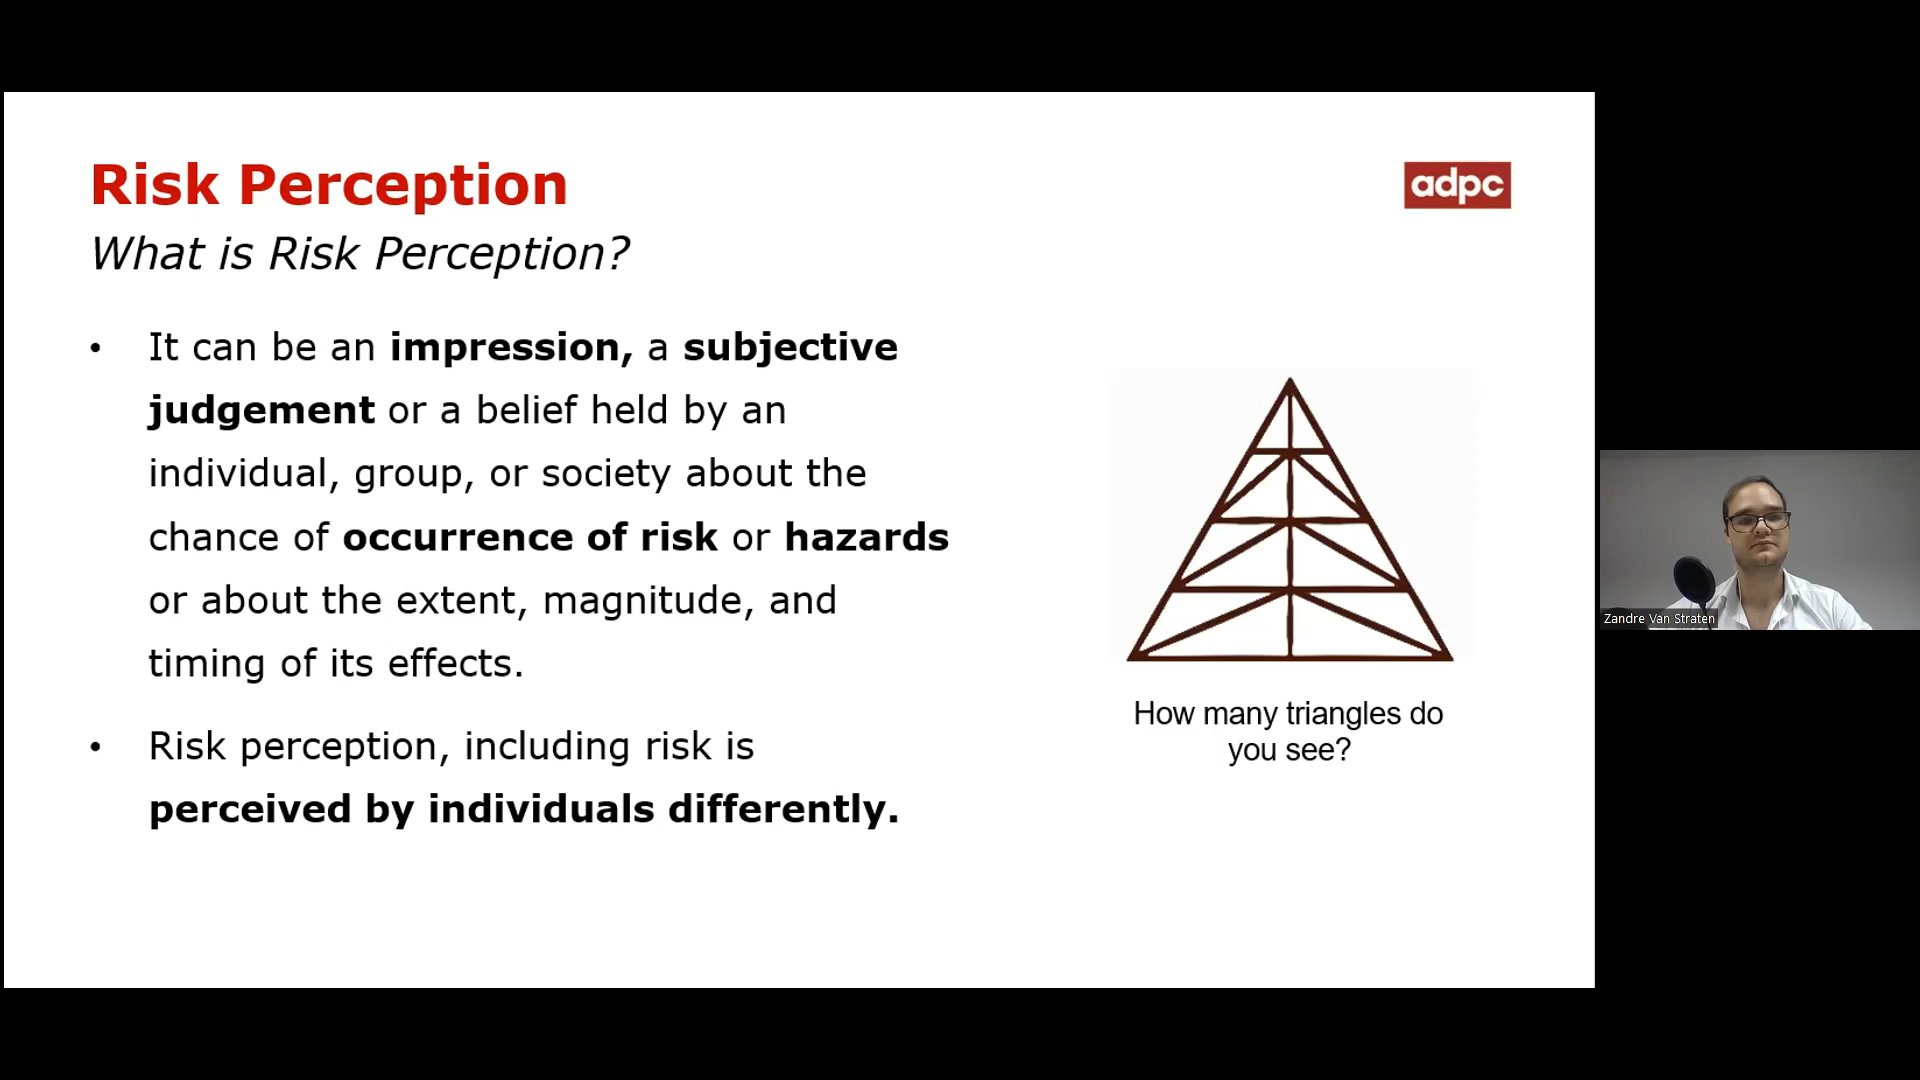 Risk Perception
adpc
What is Risk Perception?
• It can be an impression, a subjective
judgement or a belief held by an
individual, group, or society about the
chance of occurrence of risk or hazards
or about the extent, magnitude, and
timing of its effects.
• Risk perception, including risk is
perceived by individuals differently.
How many triangles do
you see?
Zandre Van Straten